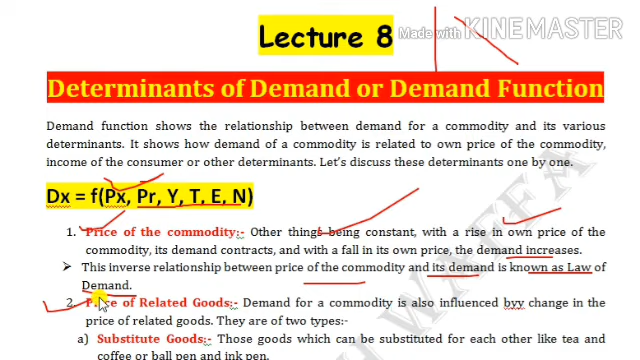 Lecture 8
Made with KINEMASTER
Determinants of Demand or Demand Function
Demand function shows the relationship between demand for a commodity and its various
determinants. It shows how demand of a commodity is related to own price of the commodity,
income of the consumer or other determinants. Let's discuss these determinants one by one.
Dx = f(Px, Pr, Y, T, E, N)
1. Price of the commodity:- Other things being constant, with a rise in own price of the
commodity, its demand contracts, and with a fall in its own price, the demand increases.
➢ This inverse relationship between price of the commodity and its demand is known as Law of
Demand.
2. Price of Related Goods:- Demand for a commodity is also influenced byy change in the
price of related goods. They are of two types:-
a) Substitute Goods:- Those goods which can be substituted for each other like tea and
coffee or ball pen and ink pen.